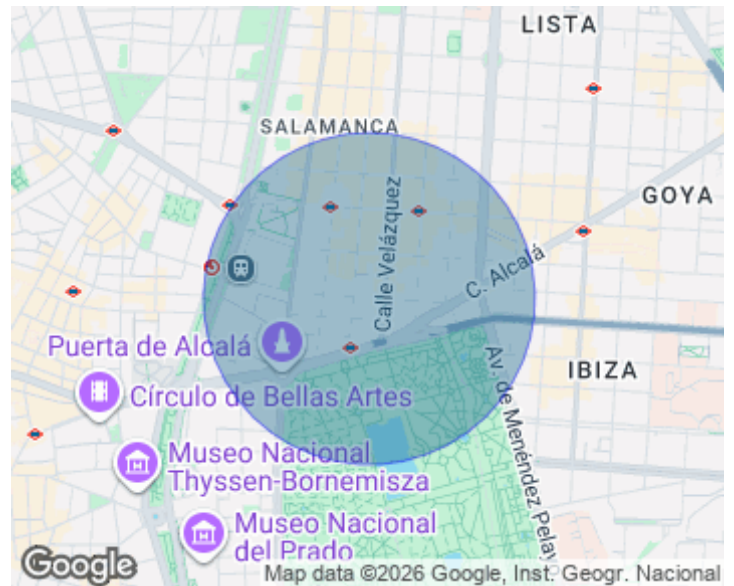 LISTA
SALAMANCA
GOYA
Calle Velázquez
C. Alcalá
Puerta de Alcalá
IBIZA
Círculo de Bellas Artes
Av. de Menéndez Pelayo
Museo Nacional
Thyssen-Bornemisza
Museo Nacional
del Prado
Google
Map data ©2026 Google, Inst. Geogr. Nacional